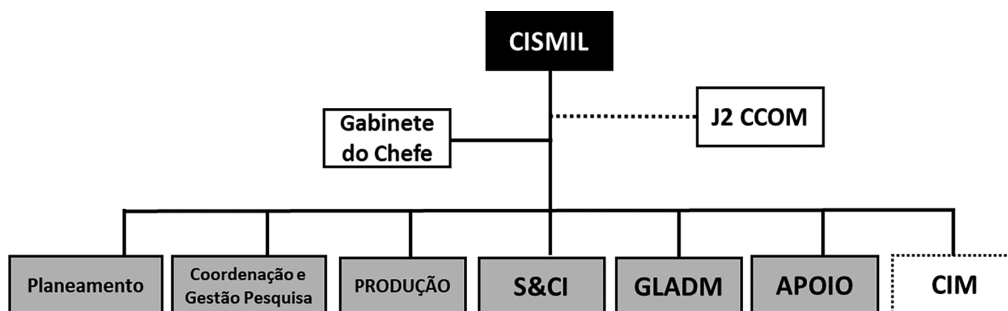 CISMIL
J2 CCOM
Gabinete
do Chefe
Planeamento
Coordenação e
Gestão Pesquisa
PRODUÇÃO
S&CI
GLADM
APOIO
CIM